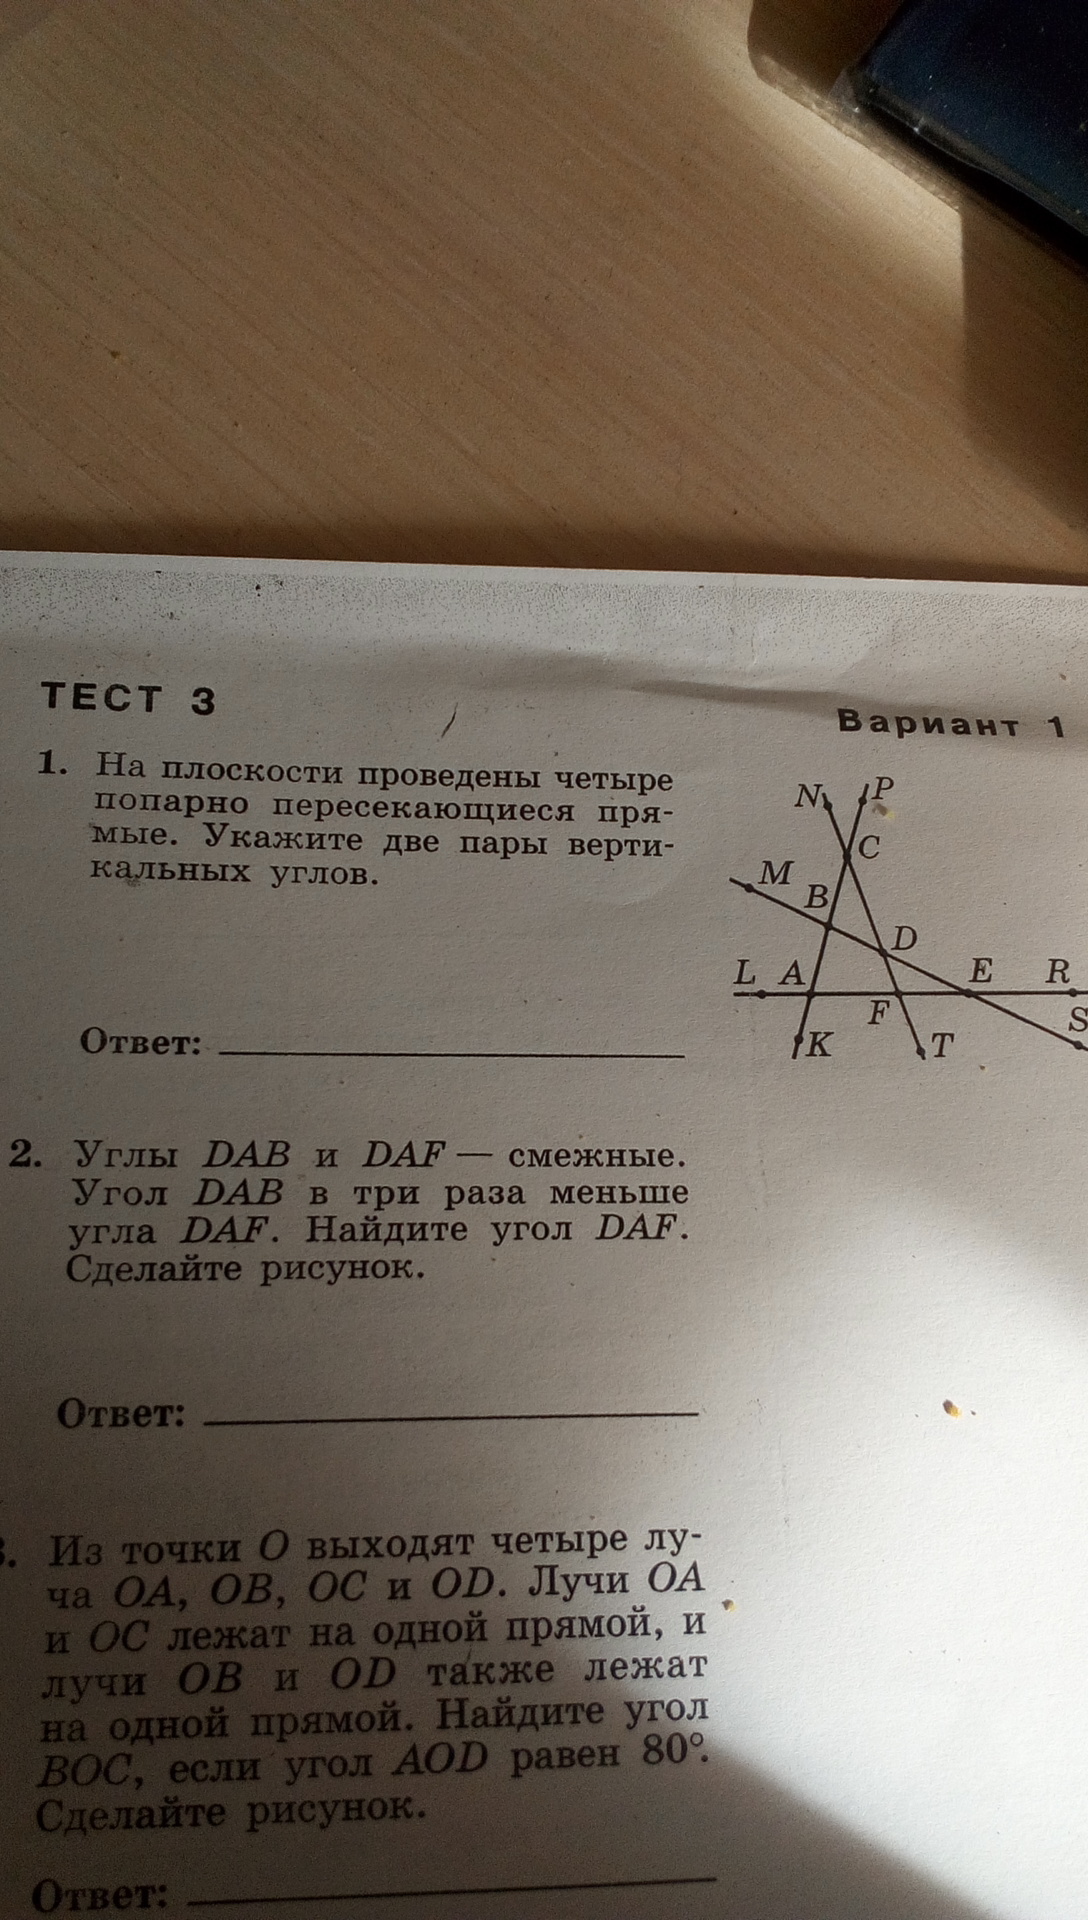 ТЕСТ 3
Вариант 1
1. На плоскости проведены четыре
попарно пересекающиеся пря-
мые. Укажите две пары верти-
кальных углов.
N P
C
M
B
D
L A E R
F S
K T
Ответ:
2. Углы DAB и DAF — смежные.
Угол DAB в три раза меньше
угла DAF. Найдите угол DAF.
Сделайте рисунок.
Ответ:
3. Из точки O выходят четыре лу-
ча OA, OB, OC и OD. Лучи OA
и OC лежат на одной прямой, и
лучи OB и OD также лежат
на одной прямой. Найдите угол
BOC, если угол AOD равен 80°.
Сделайте рисунок.
Ответ: